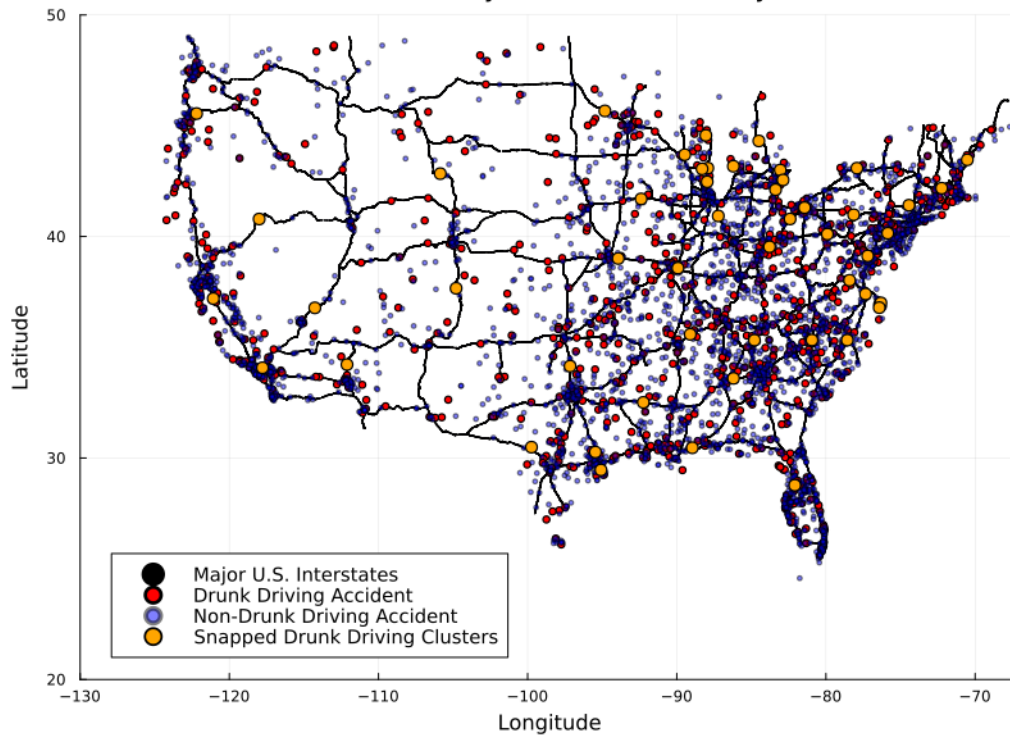 50
40
30
20
Latitude
Major U.S. Interstates
Drunk Driving Accident
Non-Drunk Driving Accident
Snapped Drunk Driving Clusters
−130
−120
−110
−100
−90
−80
−70
Longitude